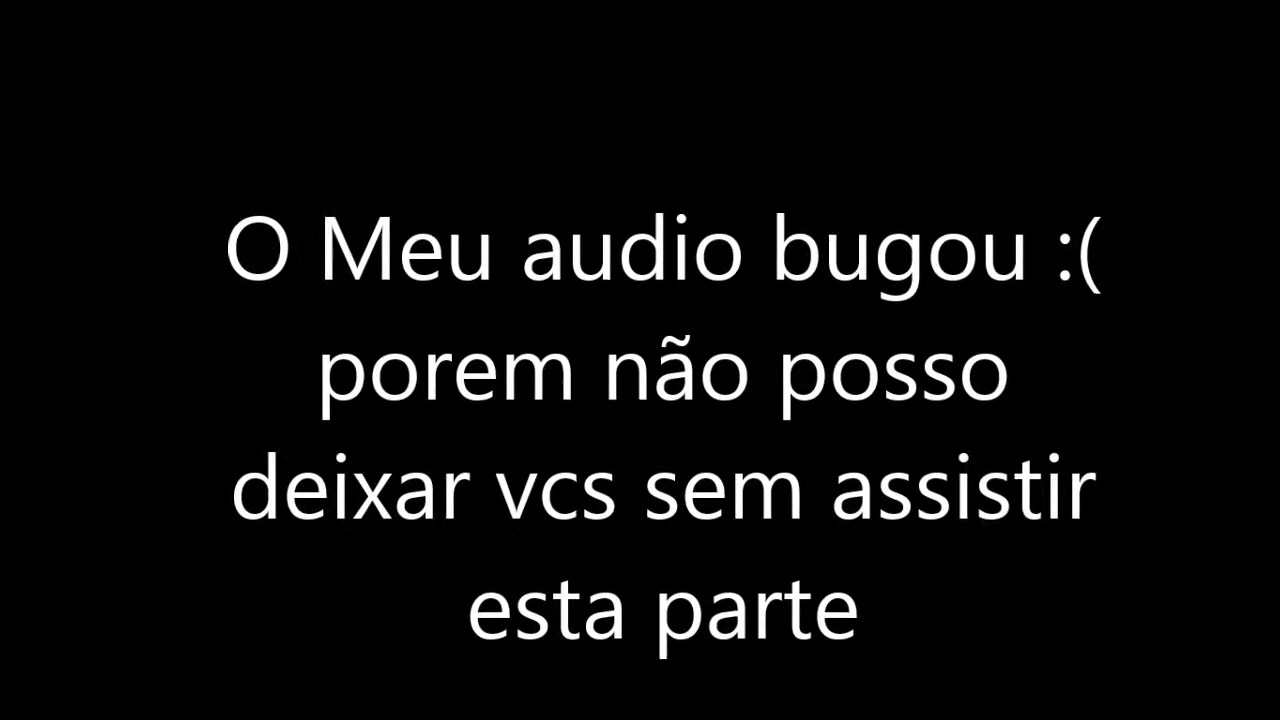 O Meu audio bugou :(
porem não posso
deixar vcs sem assistir
esta parte